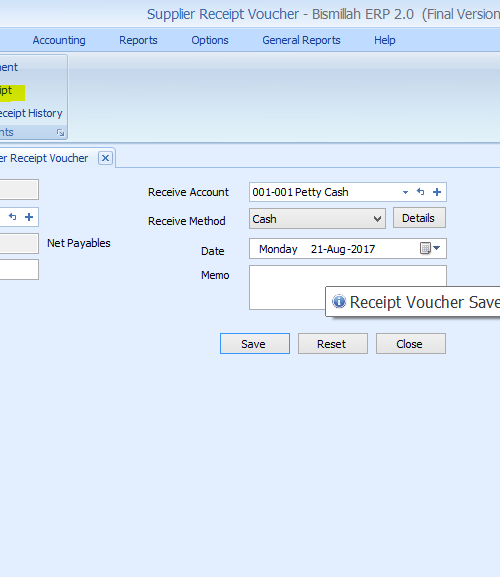 Supplier Receipt Voucher - Bismillah ERP 2.0 (Final Version
Accounting Reports Options General Reports Help
ment
ipt
eceipt History
nts
er Receipt Voucher
Receive Account 001-001 Petty Cash
Receive Method Cash Details
Net Payables
Date Monday 21-Aug-2017
Memo
Receipt Voucher Save
Save Reset Close